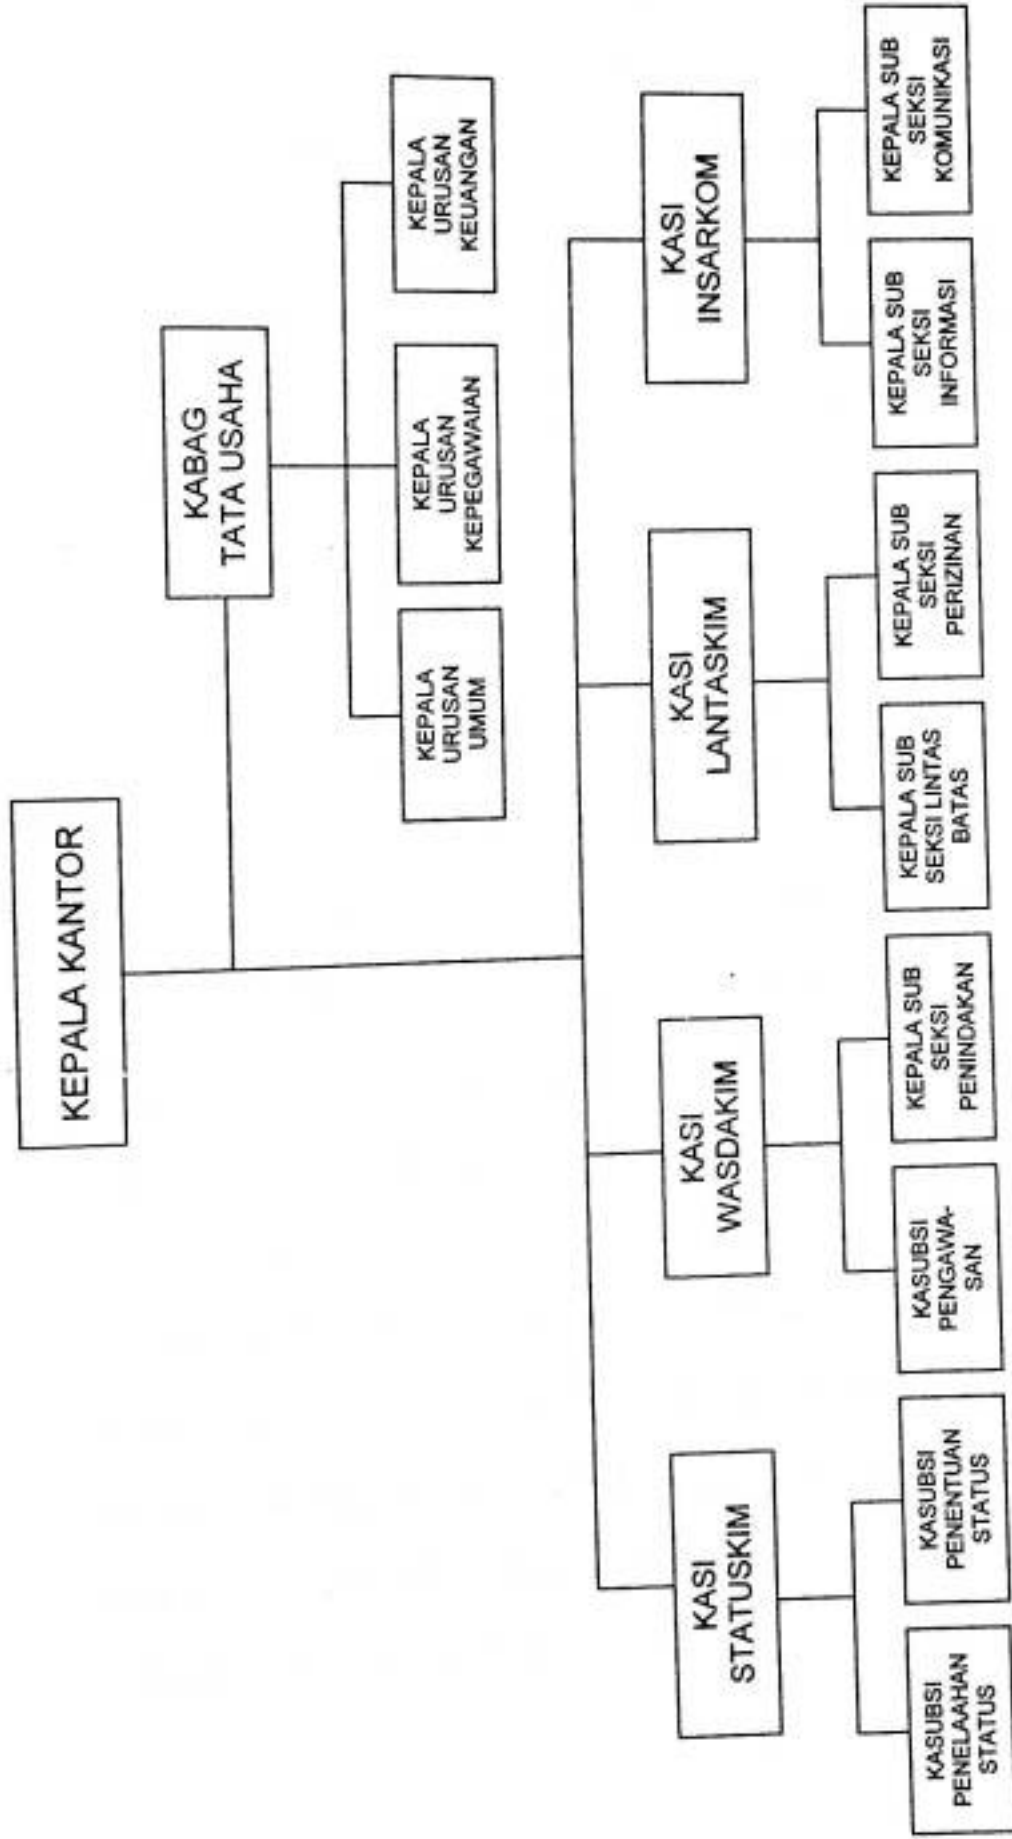 KEPALA KANTOR
KABAG
TATA USAHA
KEPALA
URUSAN
UMUM
KEPALA
URUSAN
KEPEGAWAIAN
KEPALA
URUSAN
KEUANGAN
KASI
STATUSKIM
KASI
WASDAKIM
KASI
LANTASKIM
KASI
INSARKOM
KASUBSI
PENELAAHAN
STATUS
KASUBSI
PENENTUAN
STATUS
KASUBSI
PENGAWA-
SAN
KEPALA SUB
SEKSI
PENINDAKAN
KEPALA SUB
SEKSI LINTAS
BATAS
KEPALA SUB
SEKSI
PERIZINAN
KEPALA SUB
SEKSI
INFORMASI
KEPALA SUB
SEKSI
KOMUNIKASI